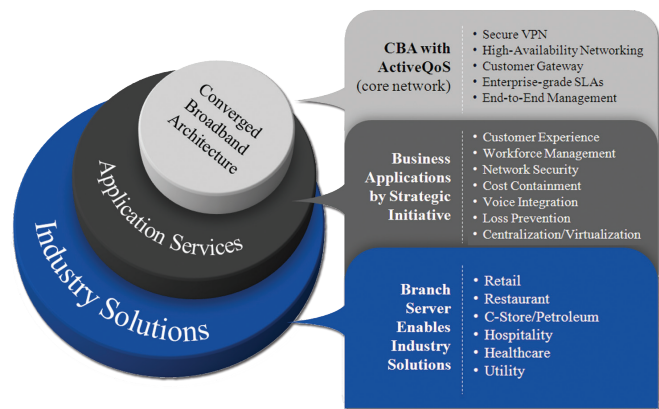 Converged
Broadband
Architecture
Application Services
Industry Solutions
CBA with
ActiveQoS
(core network)
• Secure VPN
• High-Availability Networking
• Customer Gateway
• Enterprise-grade SLAs
• End-to-End Management
Business
Applications
by Strategic
Initiative
• Customer Experience
• Workforce Management
• Network Security
• Cost Containment
• Voice Integration
• Loss Prevention
• Centralization/Virtualization
Branch
Server
Enables
Industry
Solutions
• Retail
• Restaurant
• C-Store/Petroleum
• Hospitality
• Healthcare
• Utility